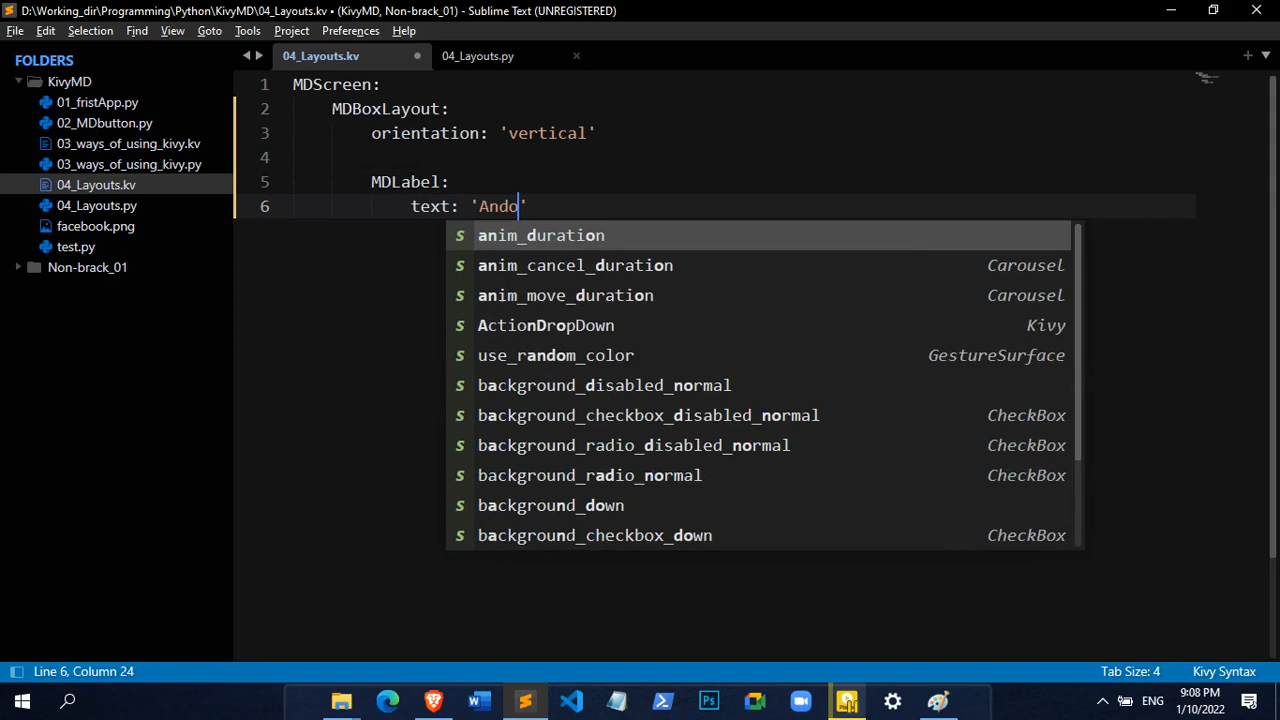 D:\Working_dir\Programming\Python\KivyMD\04_Layouts.kv • (KivyMD, Non-brack_01) - Sublime Text (UNREGISTERED)
File Edit Selection Find View Goto Tools Project Preferences Help
FOLDERS
KivyMD
01_fristApp.py
02_MDbutton.py
03_ways_of_using_kivy.kv
03_ways_of_using_kivy.py
04_Layouts.kv
04_Layouts.py
facebook.png
test.py
Non-brack_01
04_Layouts.kv 04_Layouts.py
1 MDScreen:
2 MDBoxLayout:
3 orientation: 'vertical'
4
5 MDLabel:
6 text: 'Ando'
s anim_duration
s anim_cancel_duration Carousel
s anim_move_duration Carousel
s ActionDropDown Kivy
s use_random_color GestureSurface
s background_disabled_normal
s background_checkbox_disabled_normal CheckBox
s background_radio_disabled_normal CheckBox
s background_radio_normal CheckBox
s background_down
s background_checkbox_down CheckBox
Line 6, Column 24 Tab Size: 4 Kivy Syntax
ENG 9:08 PM
1/10/2022